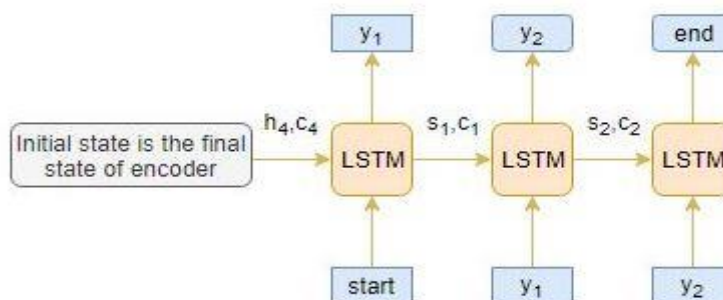 y₁ y₂ end
h₄,c₄ s₁,c₁ s₂,c₂
Initial state is the final
state of encoder
LSTM LSTM LSTM
start y₁ y₂